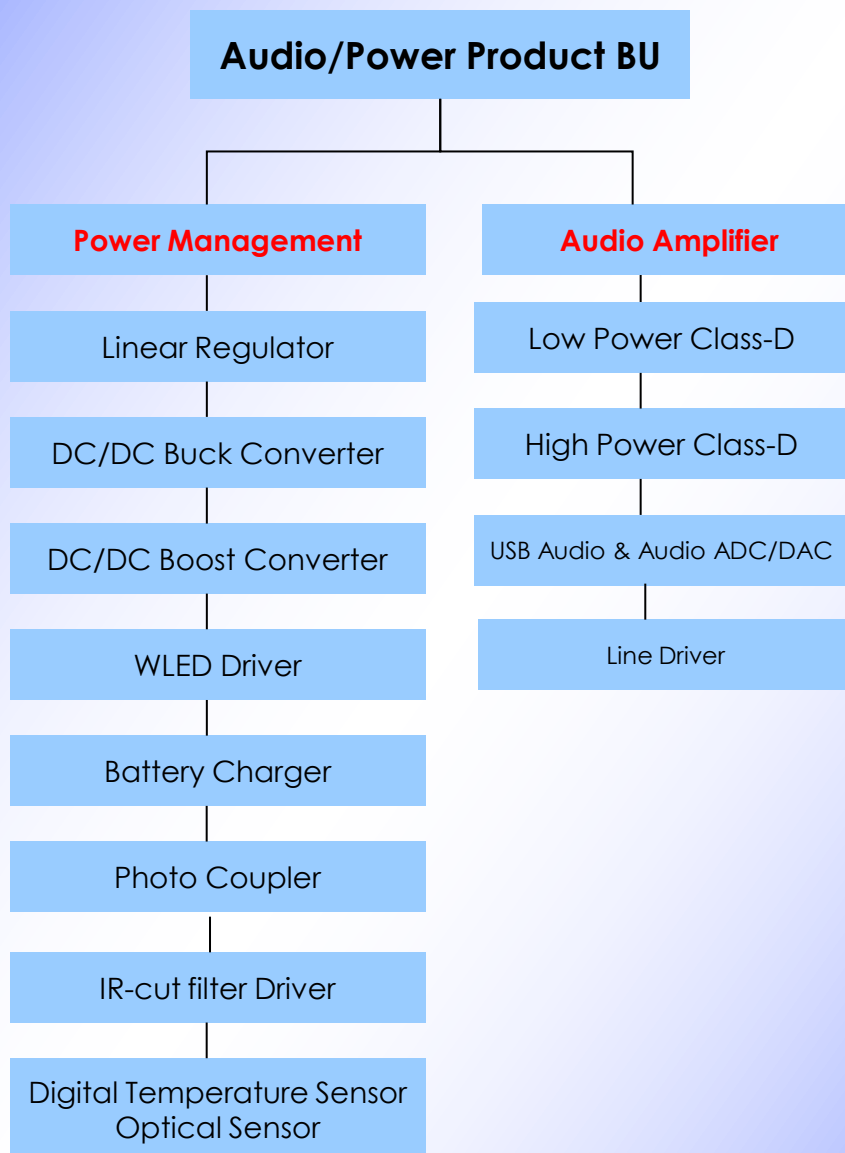 Audio/Power Product BU
Power Management
Linear Regulator
DC/DC Buck Converter
DC/DC Boost Converter
WLED Driver
Battery Charger
Photo Coupler
IR-cut filter Driver
Digital Temperature Sensor
Optical Sensor
Audio Amplifier
Low Power Class-D
High Power Class-D
USB Audio & Audio ADC/DAC
Line Driver